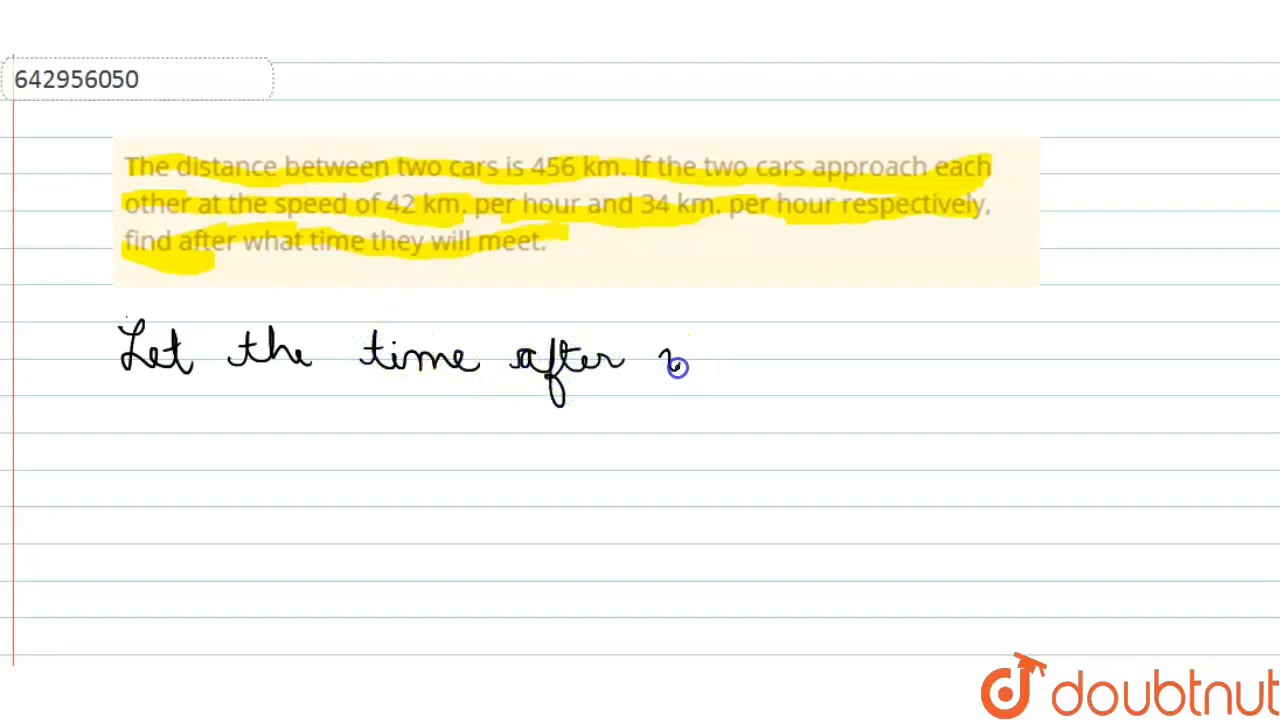 642956050
The distance between two cars is 456 km. If the two cars approach each
other at the speed of 42 km. per hour and 34 km. per hour respectively,
find after what time they will meet.
Let the time after
doubtnut